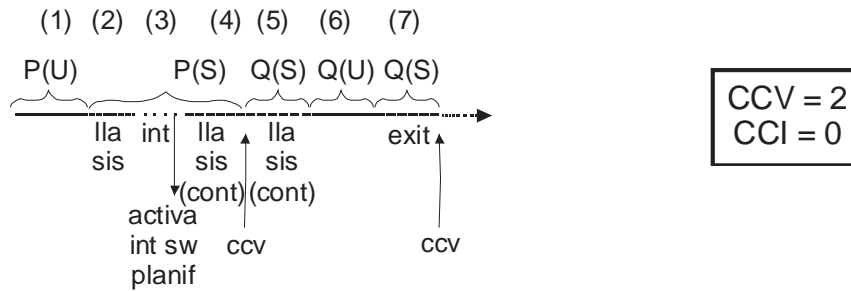 (1) (2) (3) (4) (5) (6) (7)
P(U) P(S) Q(S) Q(U) Q(S)
CCV = 2
CCI = 0
lla int lla lla exit
sis sis sis
(cont) (cont)
activa
int sw ccv ccv
planif